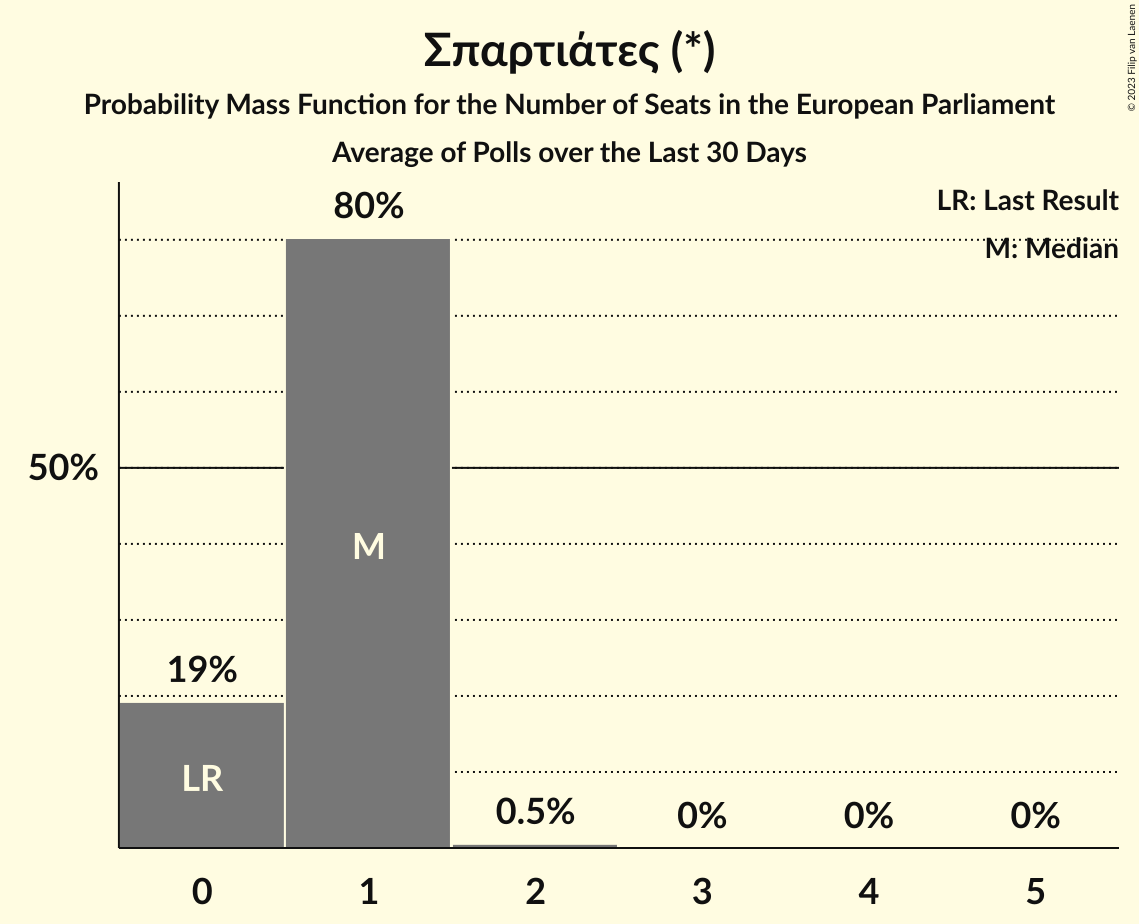 Σπαρτιάτες (*)
Probability Mass Function for the Number of Seats in the European Parliament
Average of Polls over the Last 30 Days
© 2023 Filip van Laenen
LR: Last Result
M: Median
80%
50%
M
19%
LR
0.5%
0%
0%
0%
0 1 2 3 4 5